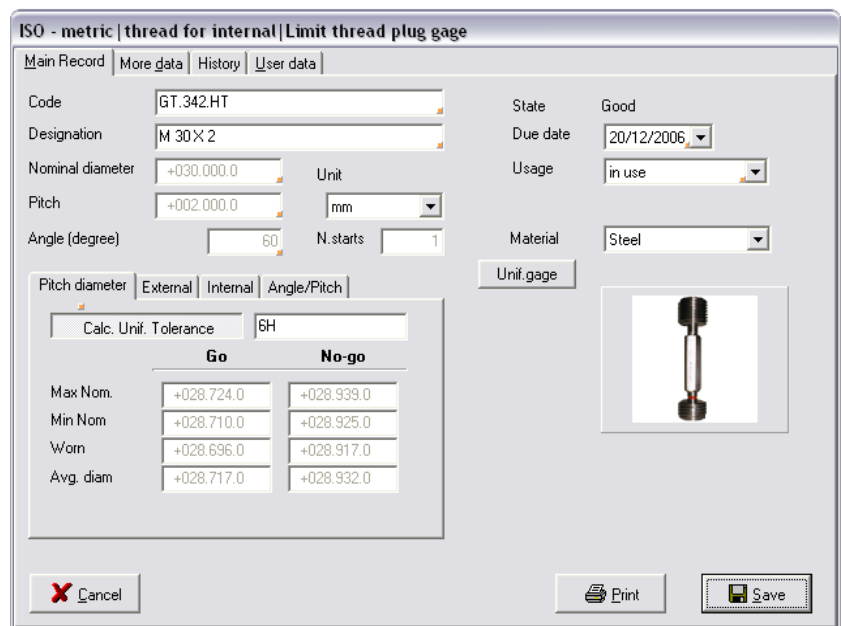 ISO - metric | thread for internal | Limit thread plug gage
Main Record More data History User data
Code GT.342.HT State Good
Designation M 30 X 2 Due date 20/12/2006
Nominal diameter +030.000.0 Unit Usage in use
Pitch +002.000.0 mm
Angle (degree) 60 N.starts 1 Material Steel
Unif.gage
Pitch diameter External Internal Angle/Pitch
Calc. Unif. Tolerance 6H
Go No-go
Max Nom. +028.724.0 +028.939.0
Min Nom +028.710.0 +028.925.0
Worn +028.696.0 +028.917.0
Avg. diam +028.717.0 +028.932.0
Cancel Print Save